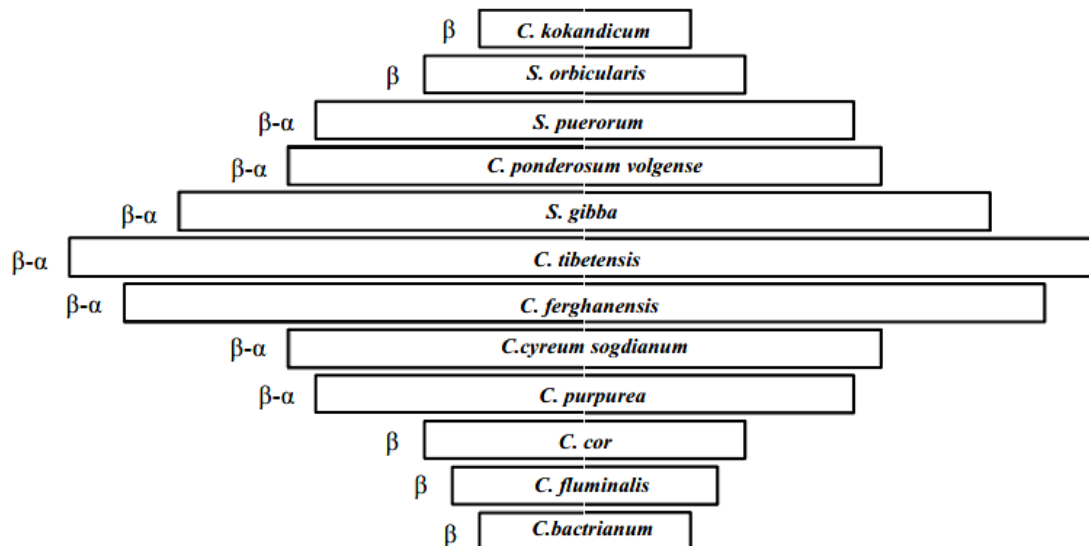 β C. kokandicum
β S. orbicularis
β-α S. puerorum
β-α C. ponderosum volgense
β-α S. gibba
β-α C. tibetensis
β-α C. ferghanensis
β-α C.cyreum sogdianum
β-α C. purpurea
β C. cor
β C. fluminalis
β C.bactrianum